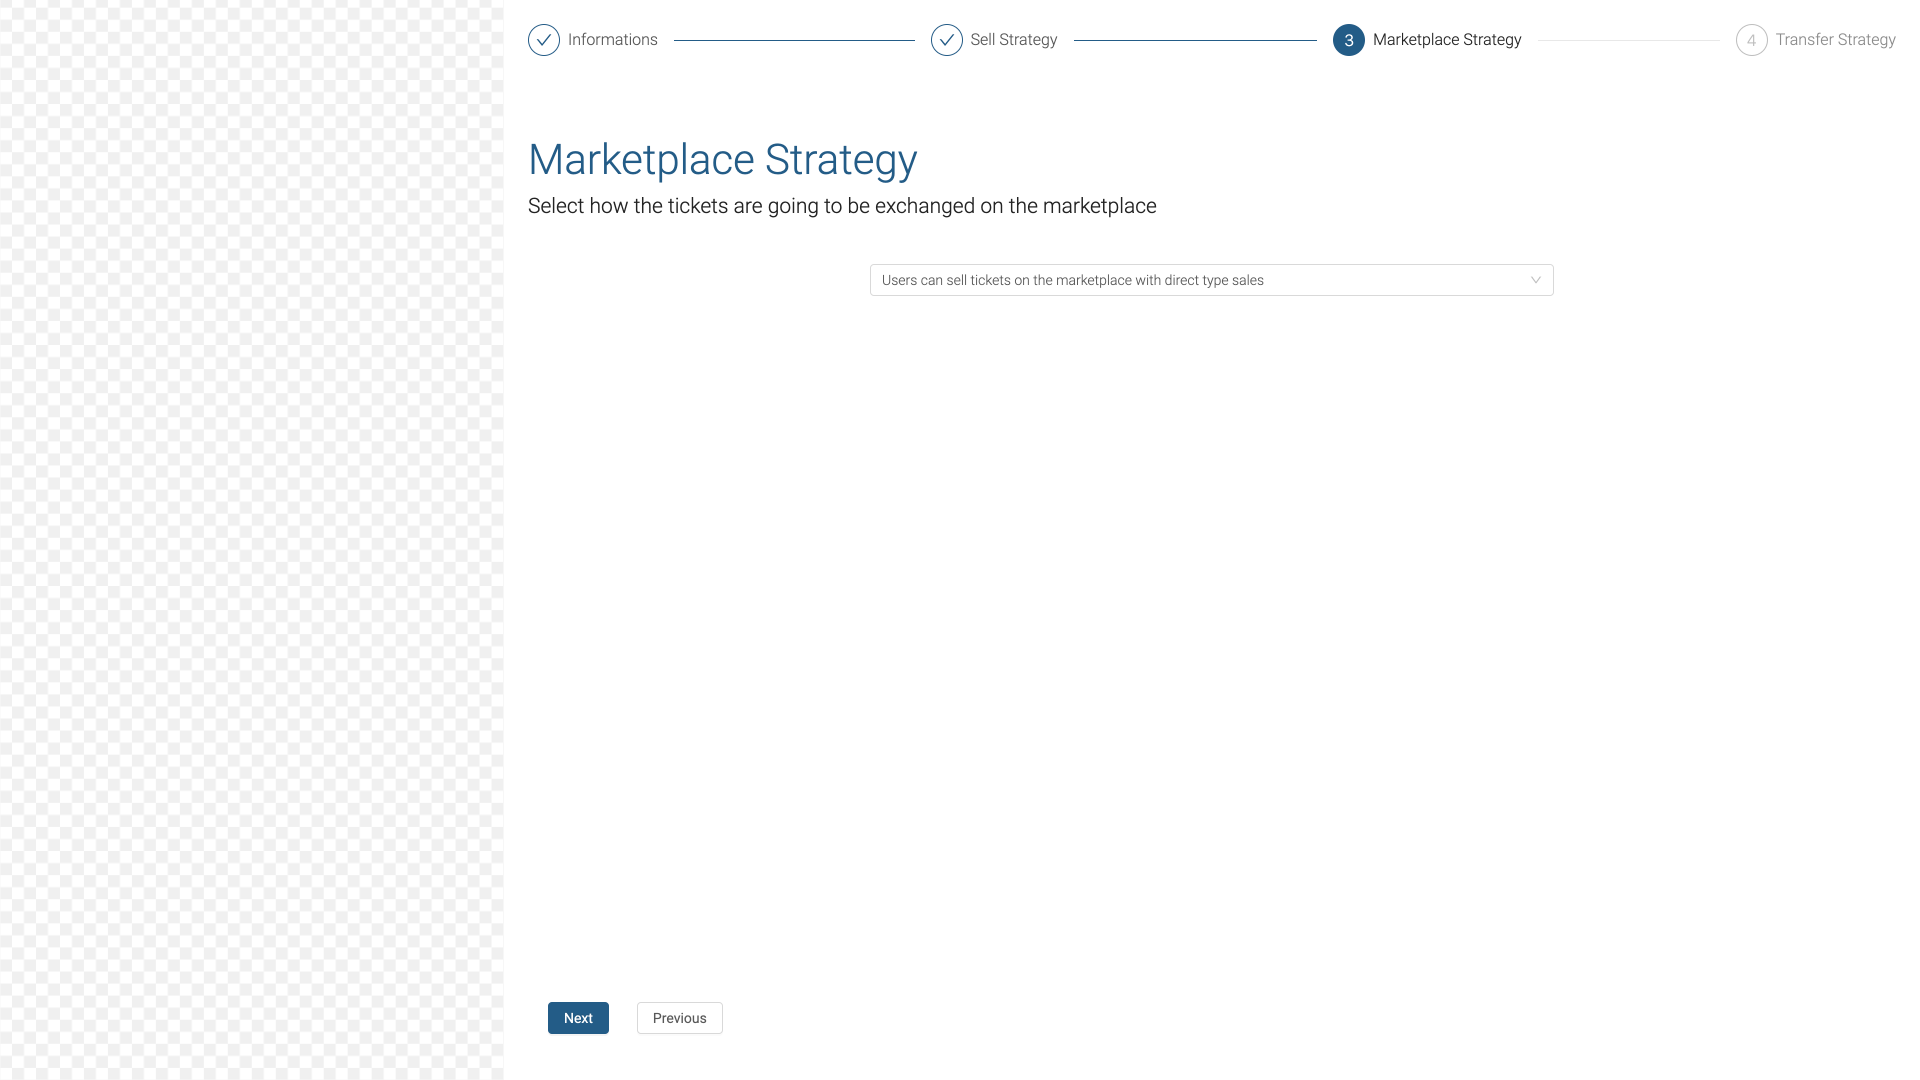 Informations
Sell Strategy
3 Marketplace Strategy
4 Transfer Strategy
Marketplace Strategy
Select how the tickets are going to be exchanged on the marketplace
Users can sell tickets on the marketplace with direct type sales
Next
Previous